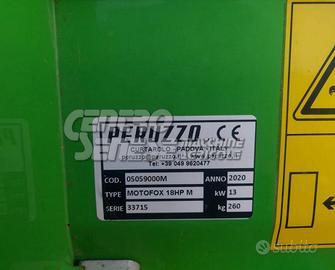 PERUZZO CE
CURTAROLO - PADOVA - ITALY
Tel. +39 049 9620477
COD. 05059000M ANNO 2020
TYPE MOTOFOX 18HP M kW 13
SERIE 33715 kg 260
subito